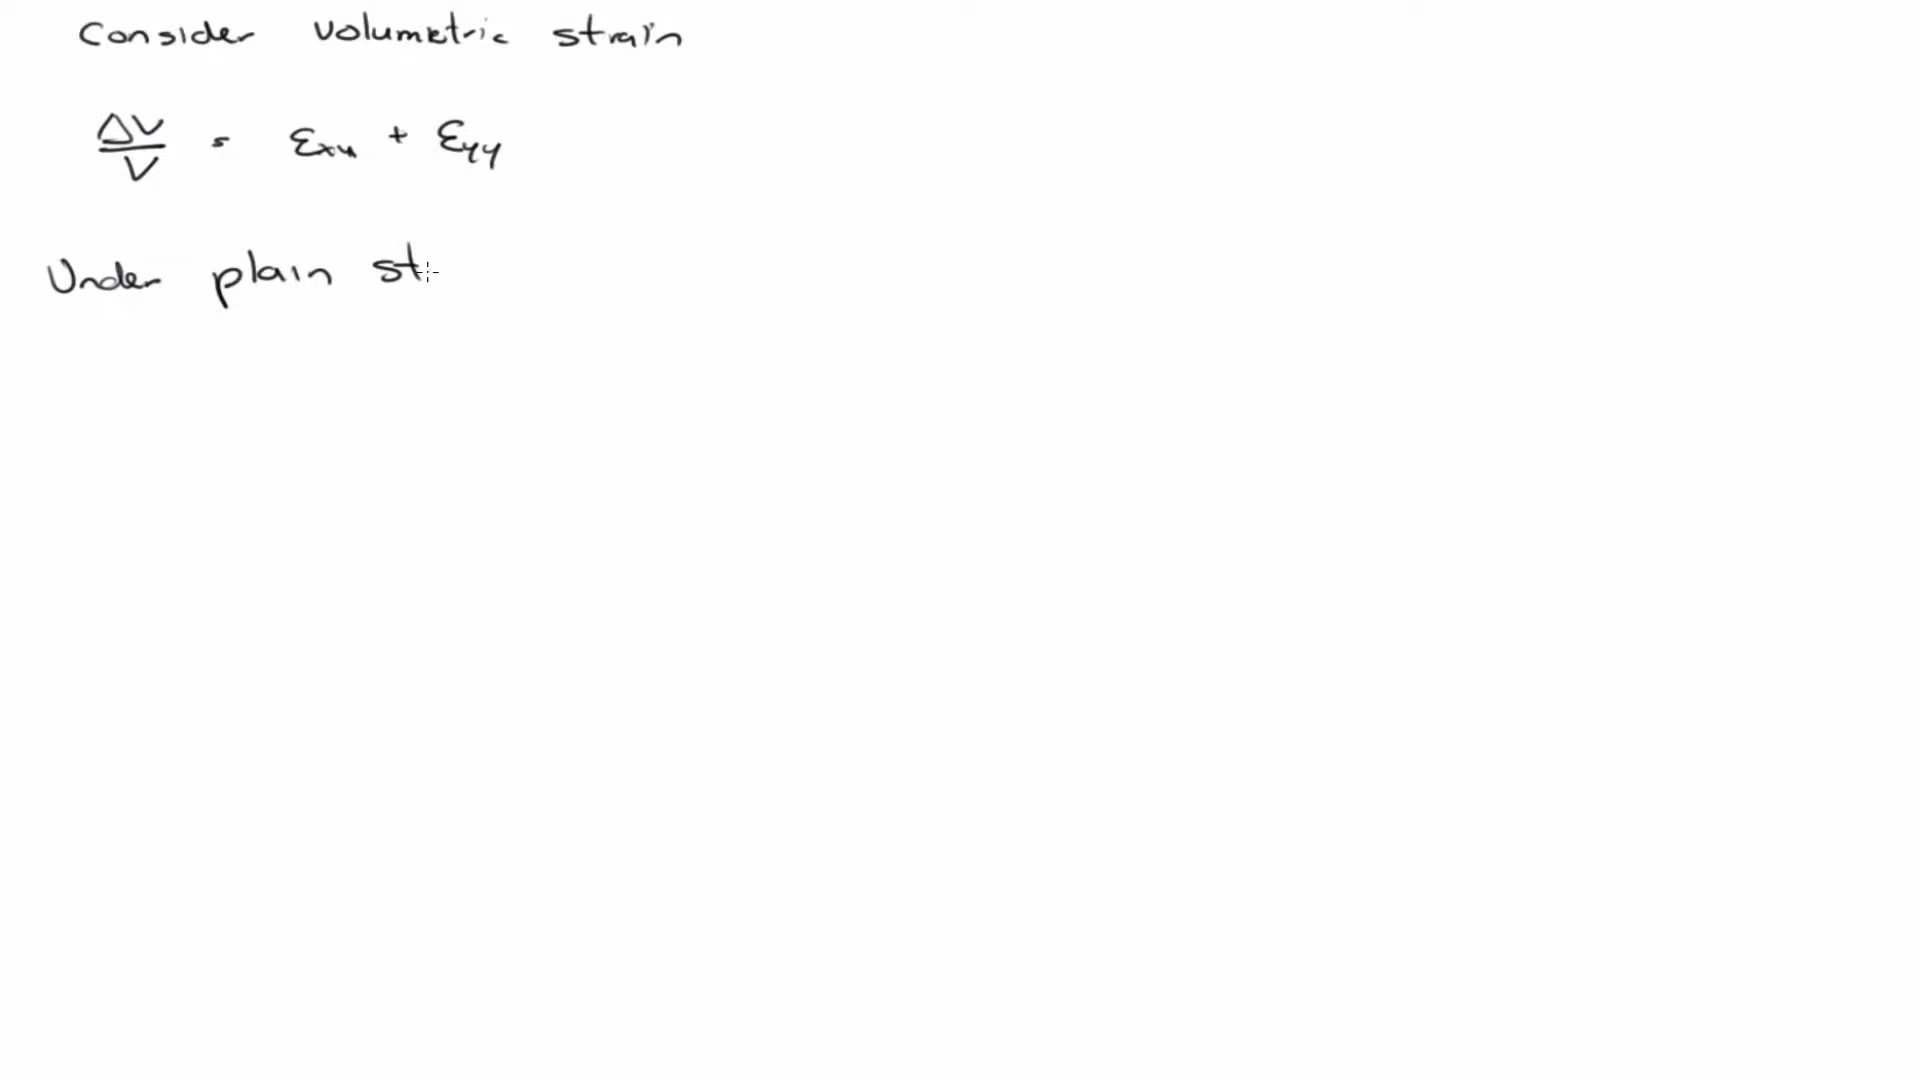 Consider volumetric strain
ΔV/V = εxx + εyy
Under plain st